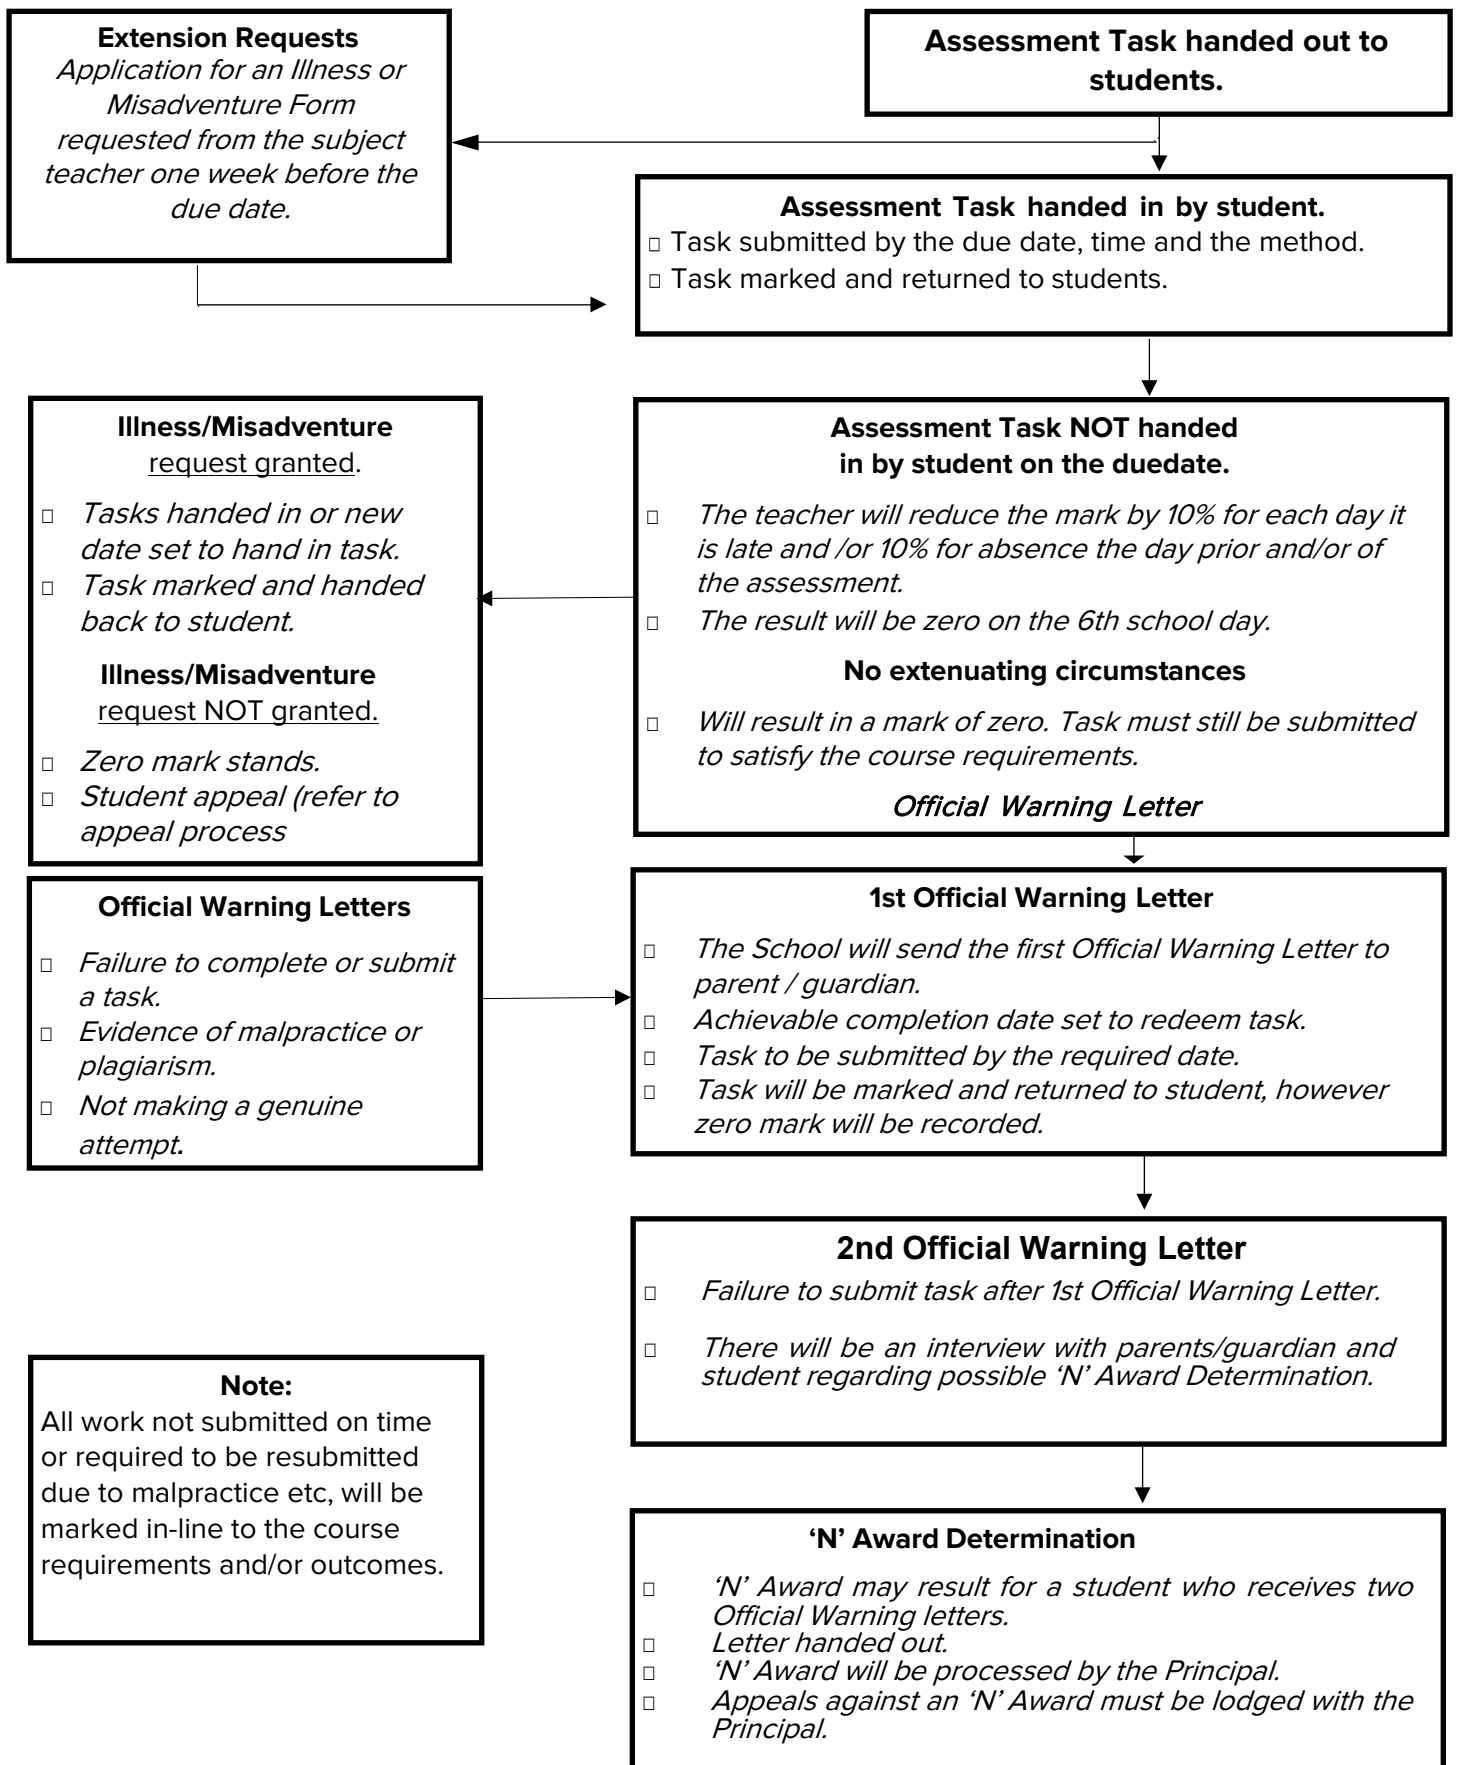 Extension Requests
Application for an Illness or
Misadventure Form
requested from the subject
teacher one week before the
due date.
Assessment Task handed out to
students.
Assessment Task handed in by student.
□ Task submitted by the due date, time and the method.
□ Task marked and returned to students.
Illness/Misadventure
request granted.
□ Tasks handed in or new
date set to hand in task.
□ Task marked and handed
back to student.
Illness/Misadventure
request NOT granted.
□ Zero mark stands.
□ Student appeal (refer to
appeal process
Assessment Task NOT handed
in by student on the duedate.
□ The teacher will reduce the mark by 10% for each day it
is late and /or 10% for absence the day prior and/or of
the assessment.
□ The result will be zero on the 6th school day.
No extenuating circumstances
□ Will result in a mark of zero. Task must still be submitted
to satisfy the course requirements.
Official Warning Letter
Official Warning Letters
□ Failure to complete or submit
a task.
□ Evidence of malpractice or
plagiarism.
□ Not making a genuine
attempt.
1st Official Warning Letter
□ The School will send the first Official Warning Letter to
parent / guardian.
□ Achievable completion date set to redeem task.
□ Task to be submitted by the required date.
□ Task will be marked and returned to student, however
zero mark will be recorded.
2nd Official Warning Letter
□ Failure to submit task after 1st Official Warning Letter.
□ There will be an interview with parents/guardian and
student regarding possible ‘N’ Award Determination.
Note:
All work not submitted on time
or required to be resubmitted
due to malpractice etc, will be
marked in-line to the course
requirements and/or outcomes.
‘N’ Award Determination
□ ‘N’ Award may result for a student who receives two
Official Warning letters.
□ Letter handed out.
□ ‘N’ Award will be processed by the Principal.
□ Appeals against an ‘N’ Award must be lodged with the
Principal.